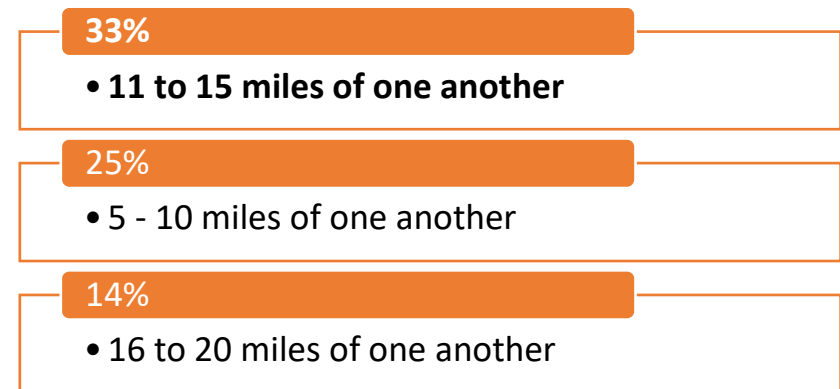 33%
• 11 to 15 miles of one another
25%
• 5 - 10 miles of one another
14%
• 16 to 20 miles of one another